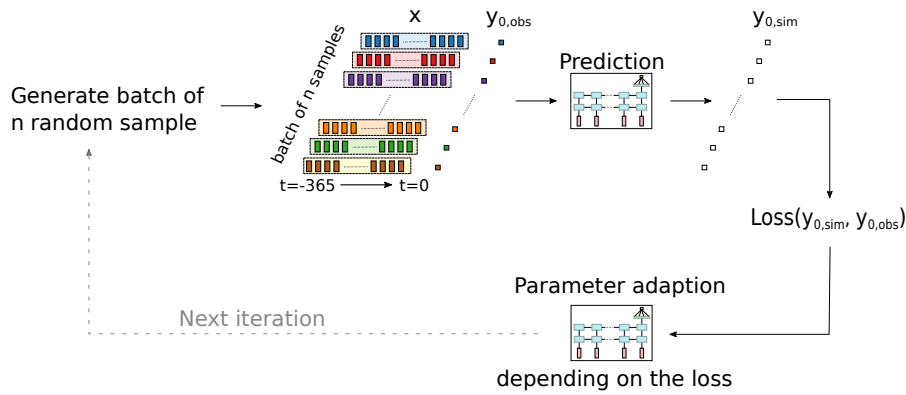 x
y0,obs
y0,sim
batch of n samples
Prediction
Generate batch of
n random sample
t=-365
t=0
Loss(y0,sim, y0,obs)
Parameter adaption
Next iteration
depending on the loss